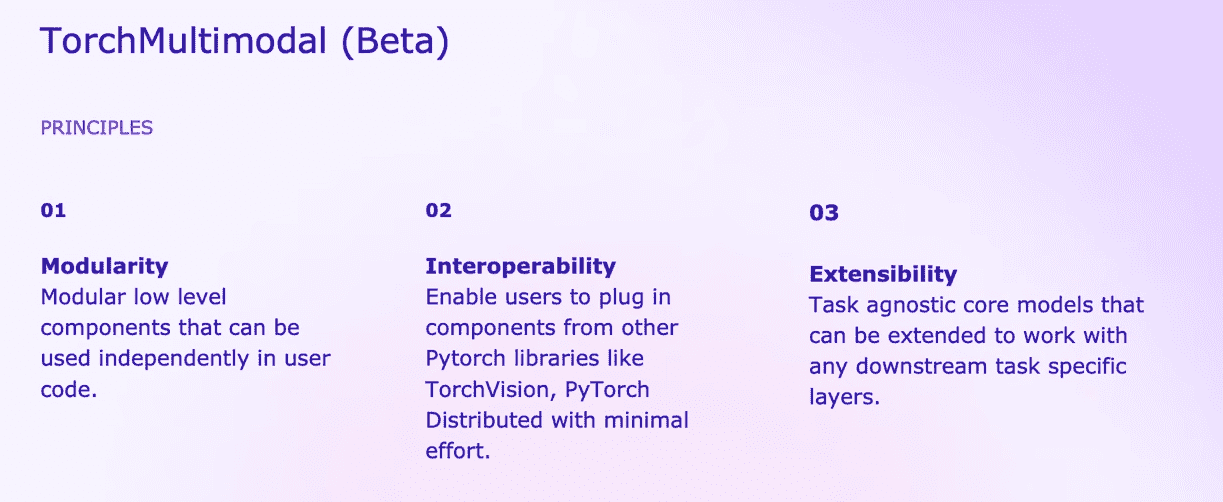 TorchMultimodal (Beta)
PRINCIPLES
01
Modularity
Modular low level
components that can be
used independently in user
code.
02
Interoperability
Enable users to plug in
components from other
Pytorch libraries like
TorchVision, PyTorch
Distributed with minimal
effort.
03
Extensibility
Task agnostic core models that
can be extended to work with
any downstream task specific
layers.